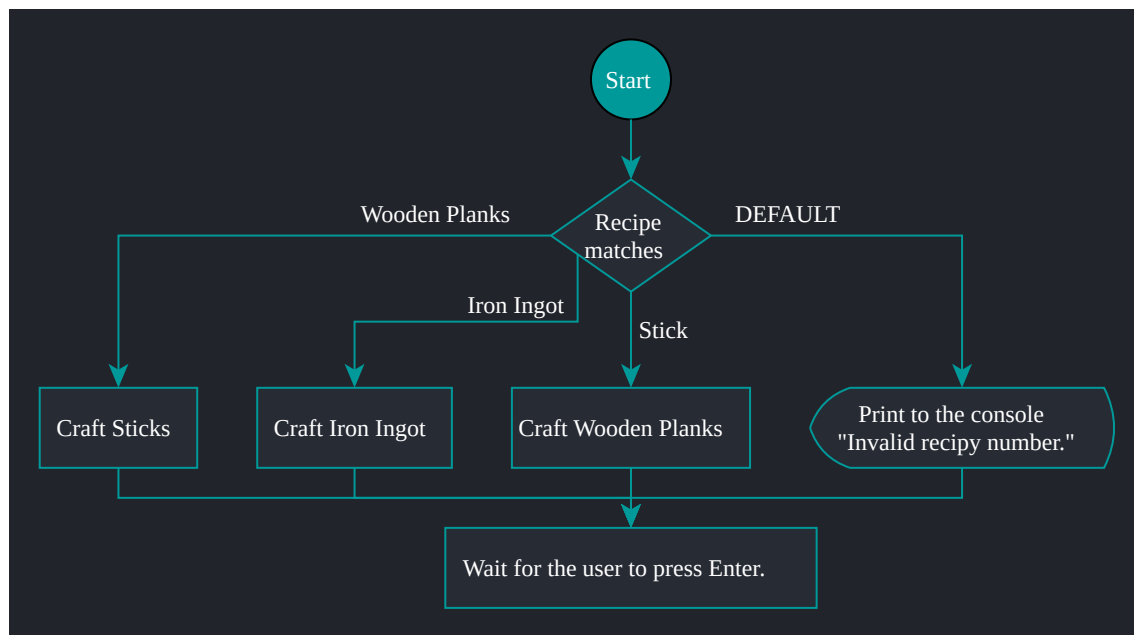 Start
Recipe
matches
Wooden Planks
DEFAULT
Iron Ingot
Stick
Craft Sticks
Craft Iron Ingot
Craft Wooden Planks
Print to the console
"Invalid recipy number."
Wait for the user to press Enter.